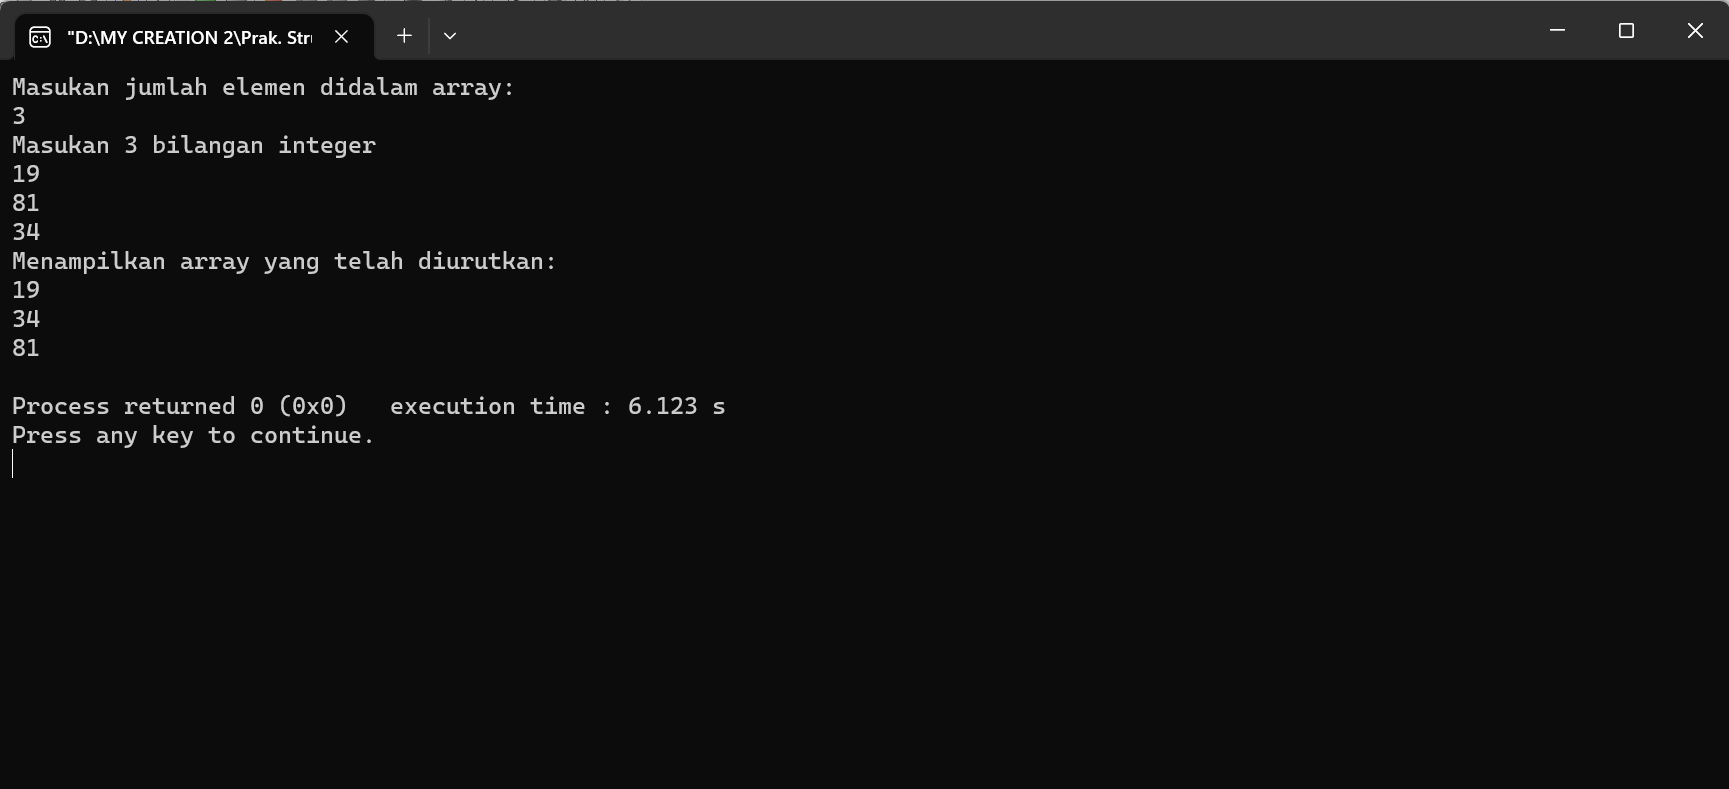 "D:\MY CREATION 2\Prak. Str
Masukan jumlah elemen didalam array:
3
Masukan 3 bilangan integer
19
81
34
Menampilkan array yang telah diurutkan:
19
34
81
Process returned 0 (0x0)   execution time : 6.123 s
Press any key to continue.